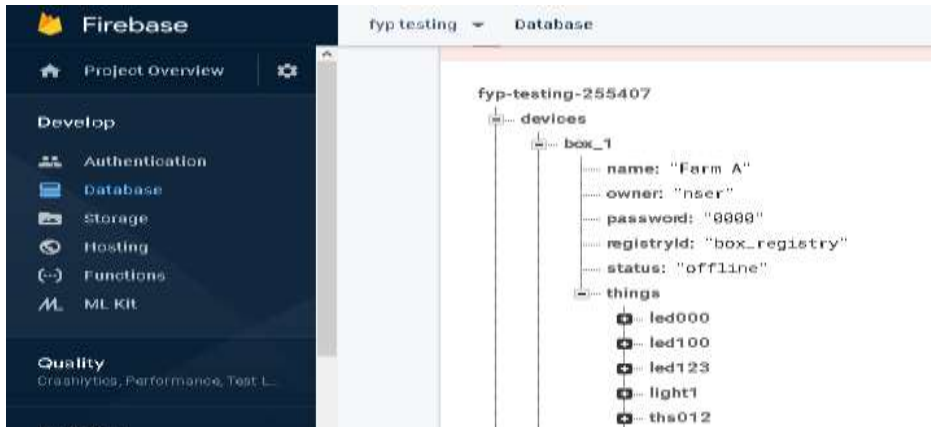 Firebase
fyp testing
Database
Project Overview
Develop
Authentication
Database
Storage
Hosting
Functions
ML Kit
Quality
Crashlytics, Performance, Test L...
fyp-testing-255407
devices
box_1
name: "Farm A"
owner: "nser"
password: "0000"
registryId: "box_registry"
status: "offline"
things
led000
led100
led123
light1
ths012